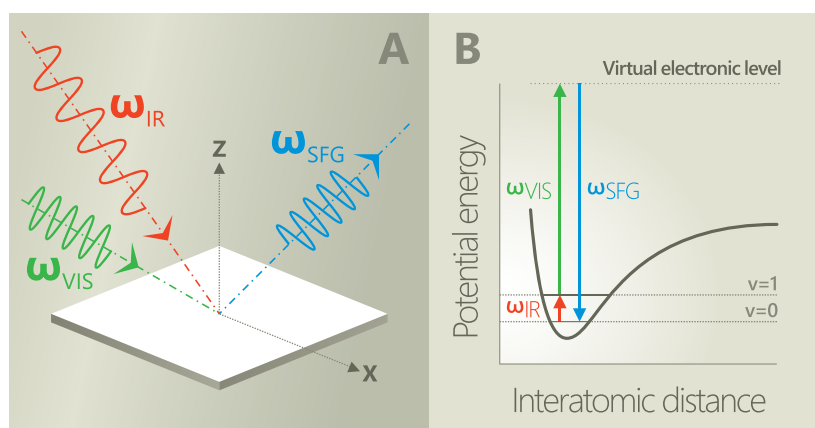 A
ωIR
ωSFG
z
ωVIS
x
B
Virtual electronic level
Potential energy
ωVIS
ωSFG
v=1
ωIR
v=0
Interatomic distance